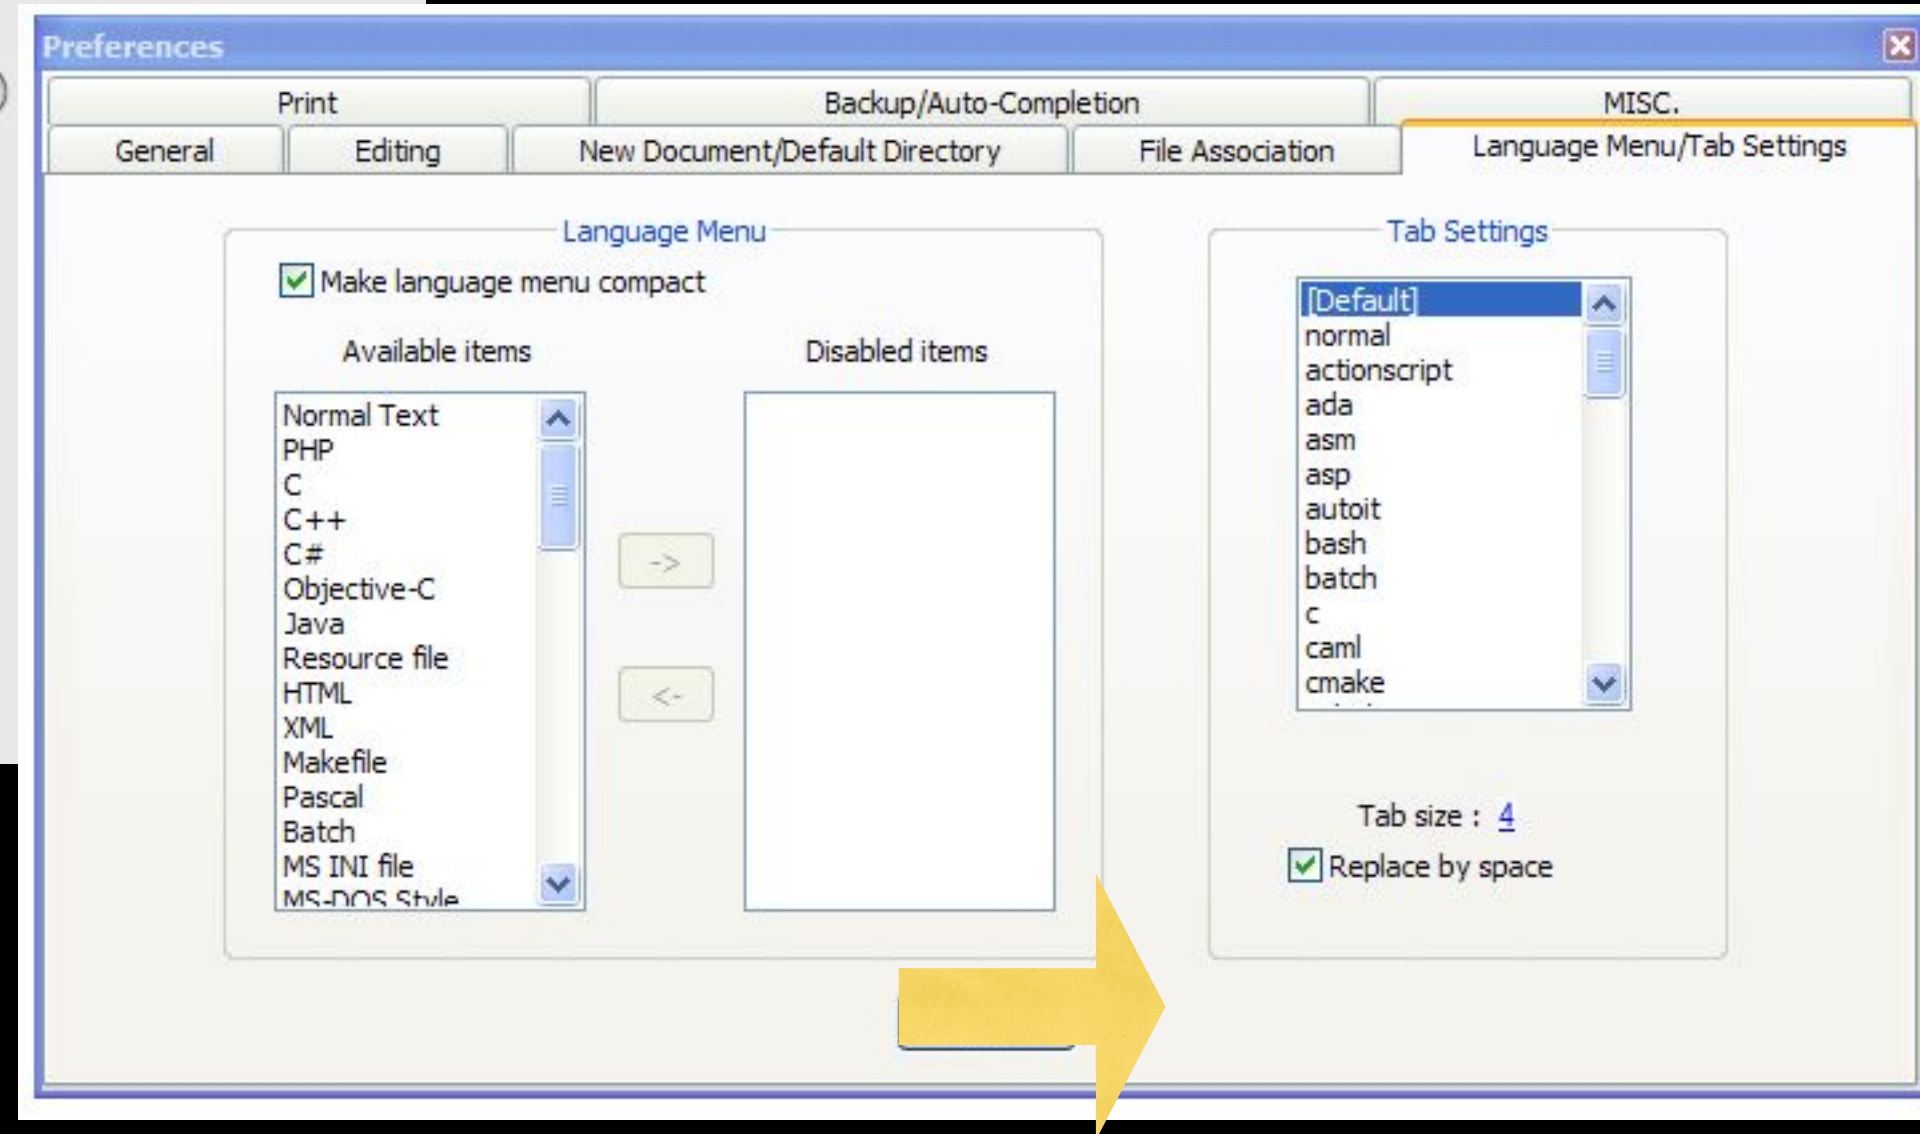 Preferences
Print
Backup/Auto-Completion
MISC.
General
Editing
New Document/Default Directory
File Association
Language Menu/Tab Settings
Language Menu
Make language menu compact
Available items
Disabled items
Normal Text
PHP
C
C++
C#
Objective-C
Java
Resource file
HTML
XML
Makefile
Pascal
Batch
MS INI file
MS-DOS Style
->
<-
Tab Settings
[Default]
normal
actionscript
ada
asm
asp
autoit
bash
batch
c
caml
cmake
Tab size : 4
Replace by space